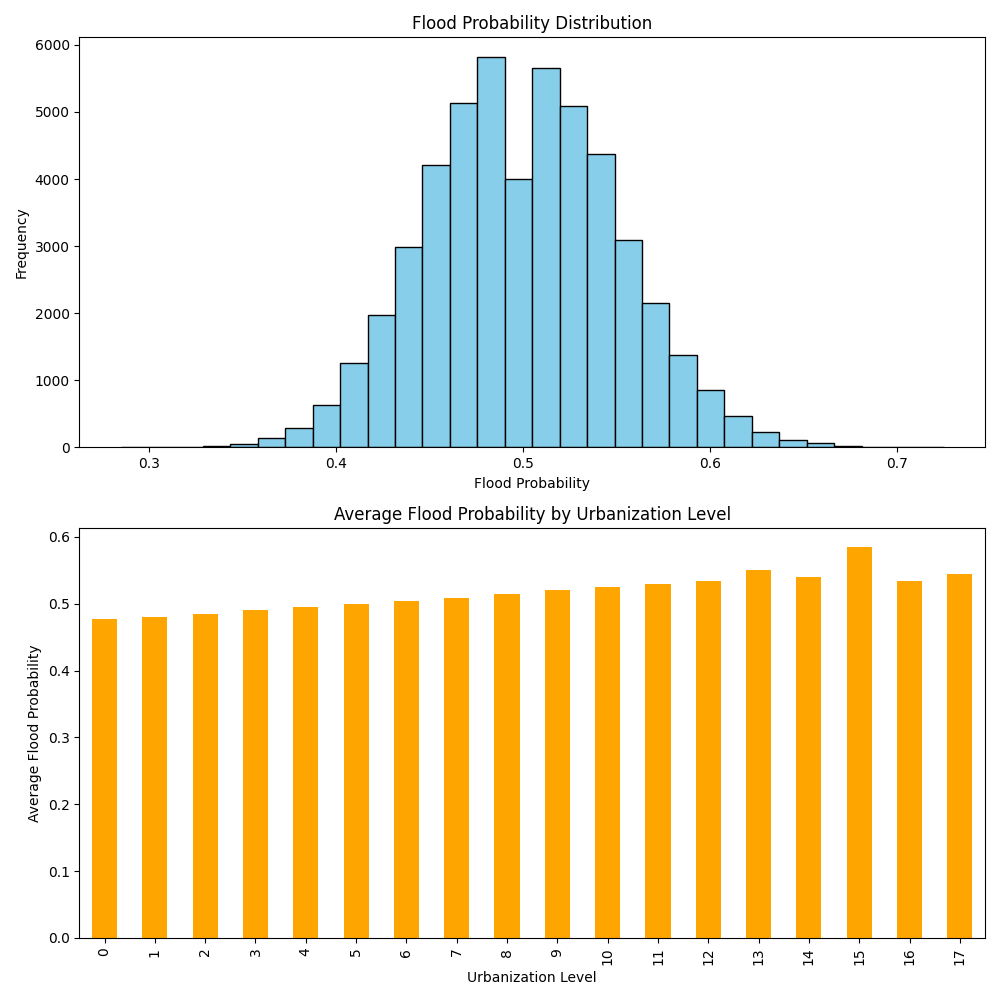 Flood Probability Distribution
6000
5000
4000
3000
2000
1000
0
Frequency
0.3 0.4 0.5 0.6 0.7
Flood Probability
Average Flood Probability by Urbanization Level
0.6
0.5
0.4
0.3
0.2
0.1
0.0
Average Flood Probability
0 1 2 3 4 5 6 7 8 9 10 11 12 13 14 15 16 17
Urbanization Level